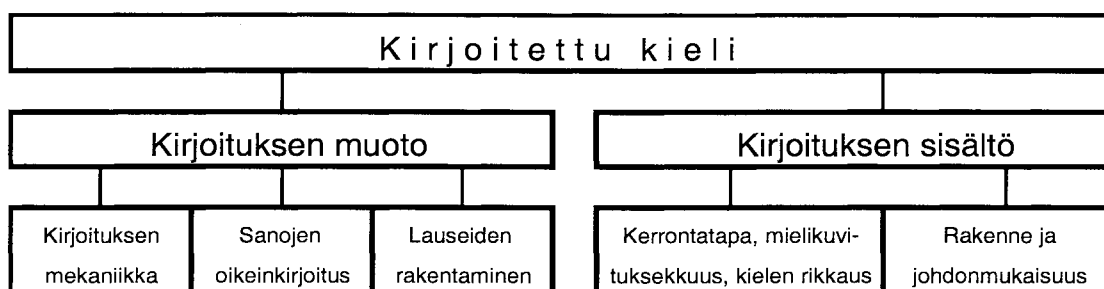 Kirjoitettu kieli
Kirjoituksen muoto
Kirjoituksen sisältö
Kirjoituksen
mekaniikka
Sanojen
oikeinkirjoitus
Lauseiden
rakentaminen
Kerrontatapa, mielikuvi-
tuksekkuus, kielen rikkaus
Rakenne ja
johdonmukaisuus